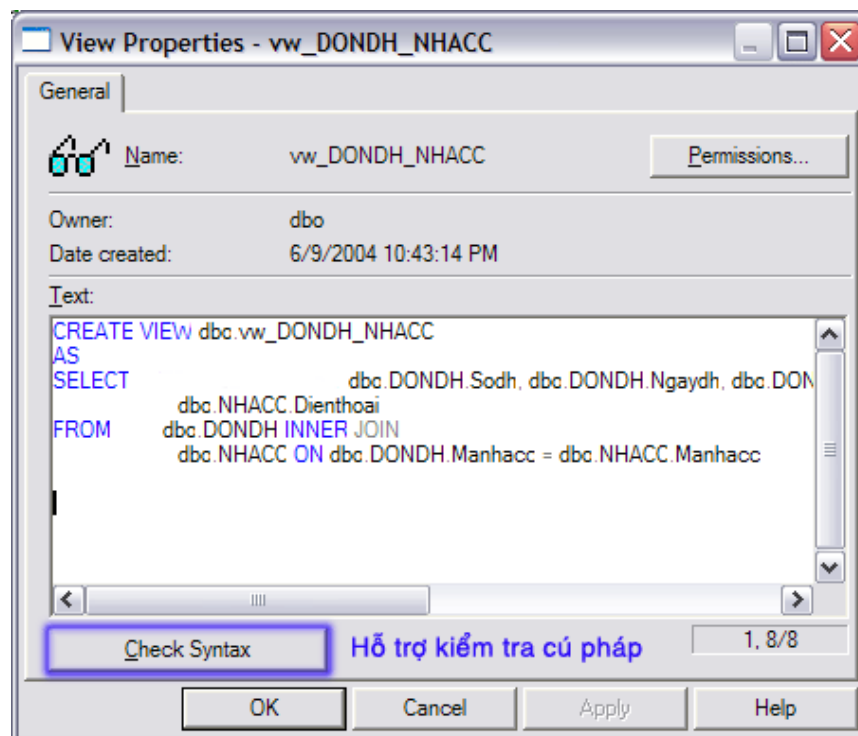 View Properties - vw_DONDH_NHACC
General
Name: vw_DONDH_NHACC Permissions...
Owner: dbo
Date created: 6/9/2004 10:43:14 PM
Text:
CREATE VIEW dbo.vw_DONDH_NHACC
AS
SELECT dbo.DONDH.Sodh, dbo.DONDH.Ngaydh, dbo.DON
dbo.NHACC.Dienthoai
FROM dbo.DONDH INNER JOIN
dbo.NHACC ON dbo.DONDH.Manhacc = dbo.NHACC.Manhacc
Check Syntax Hỗ trợ kiểm tra cú pháp 1, 8/8
OK Cancel Apply Help